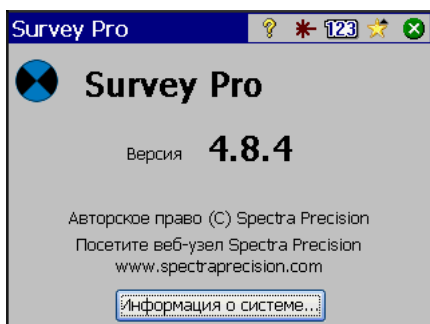 Survey Pro
123
Survey Pro
Версия 4.8.4
Авторское право (C) Spectra Precision
Посетите веб-узел Spectra Precision
www.spectraprecision.com
Информация о системе...